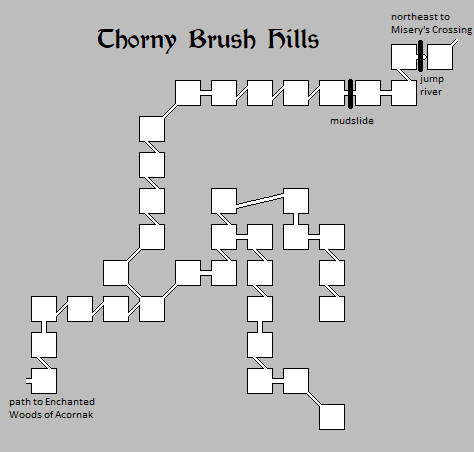 northeast to
Misery's Crossing
Thorny Brush Hills
jump
river
mudslide
path to Enchanted
Woods of Acornak